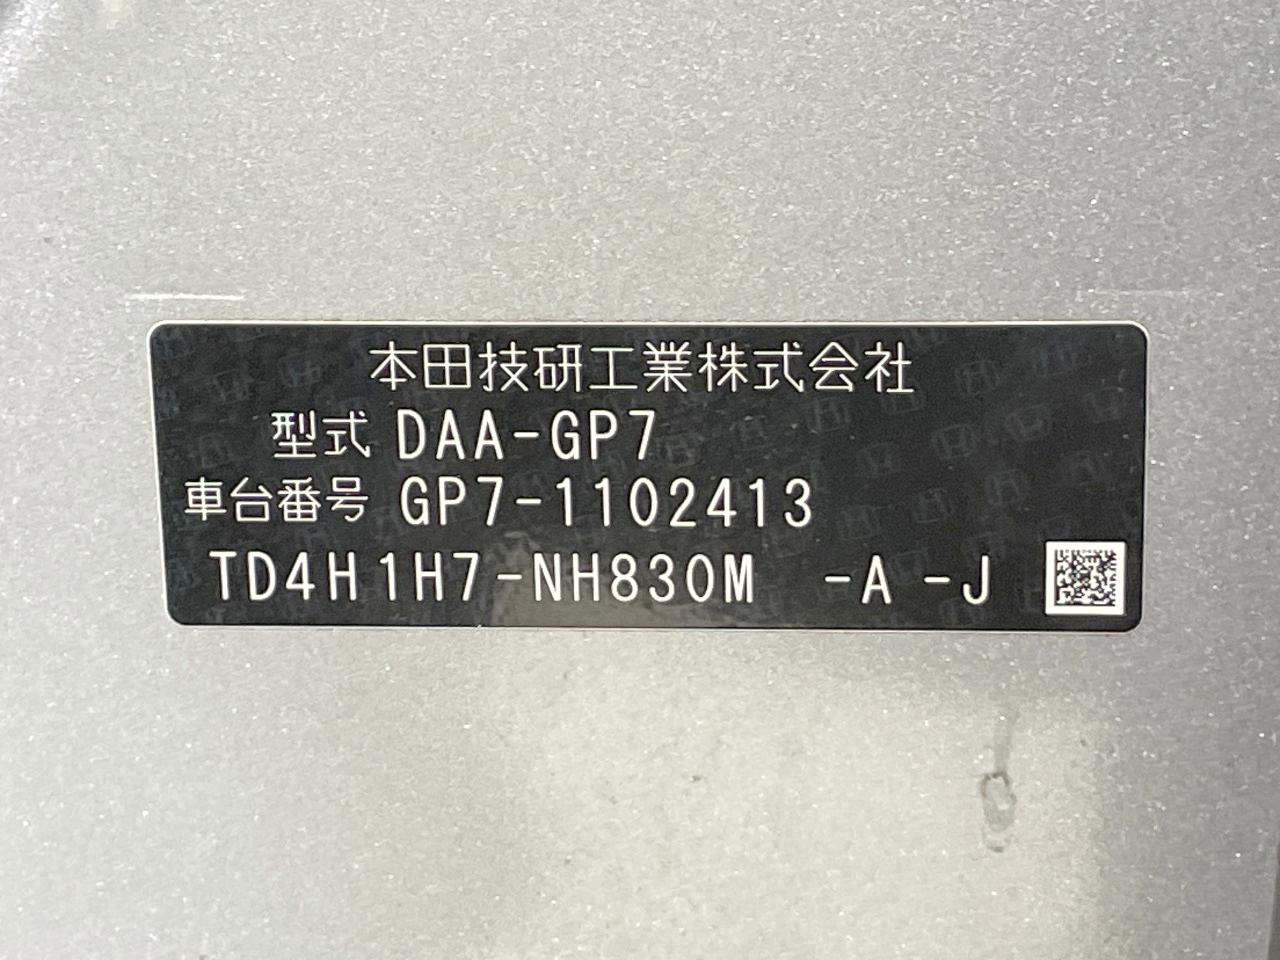 本田技研工業株式会社
型式 DAA-GP7
車台番号 GP7-1102413
TD4H1H7-NH830M -A -J